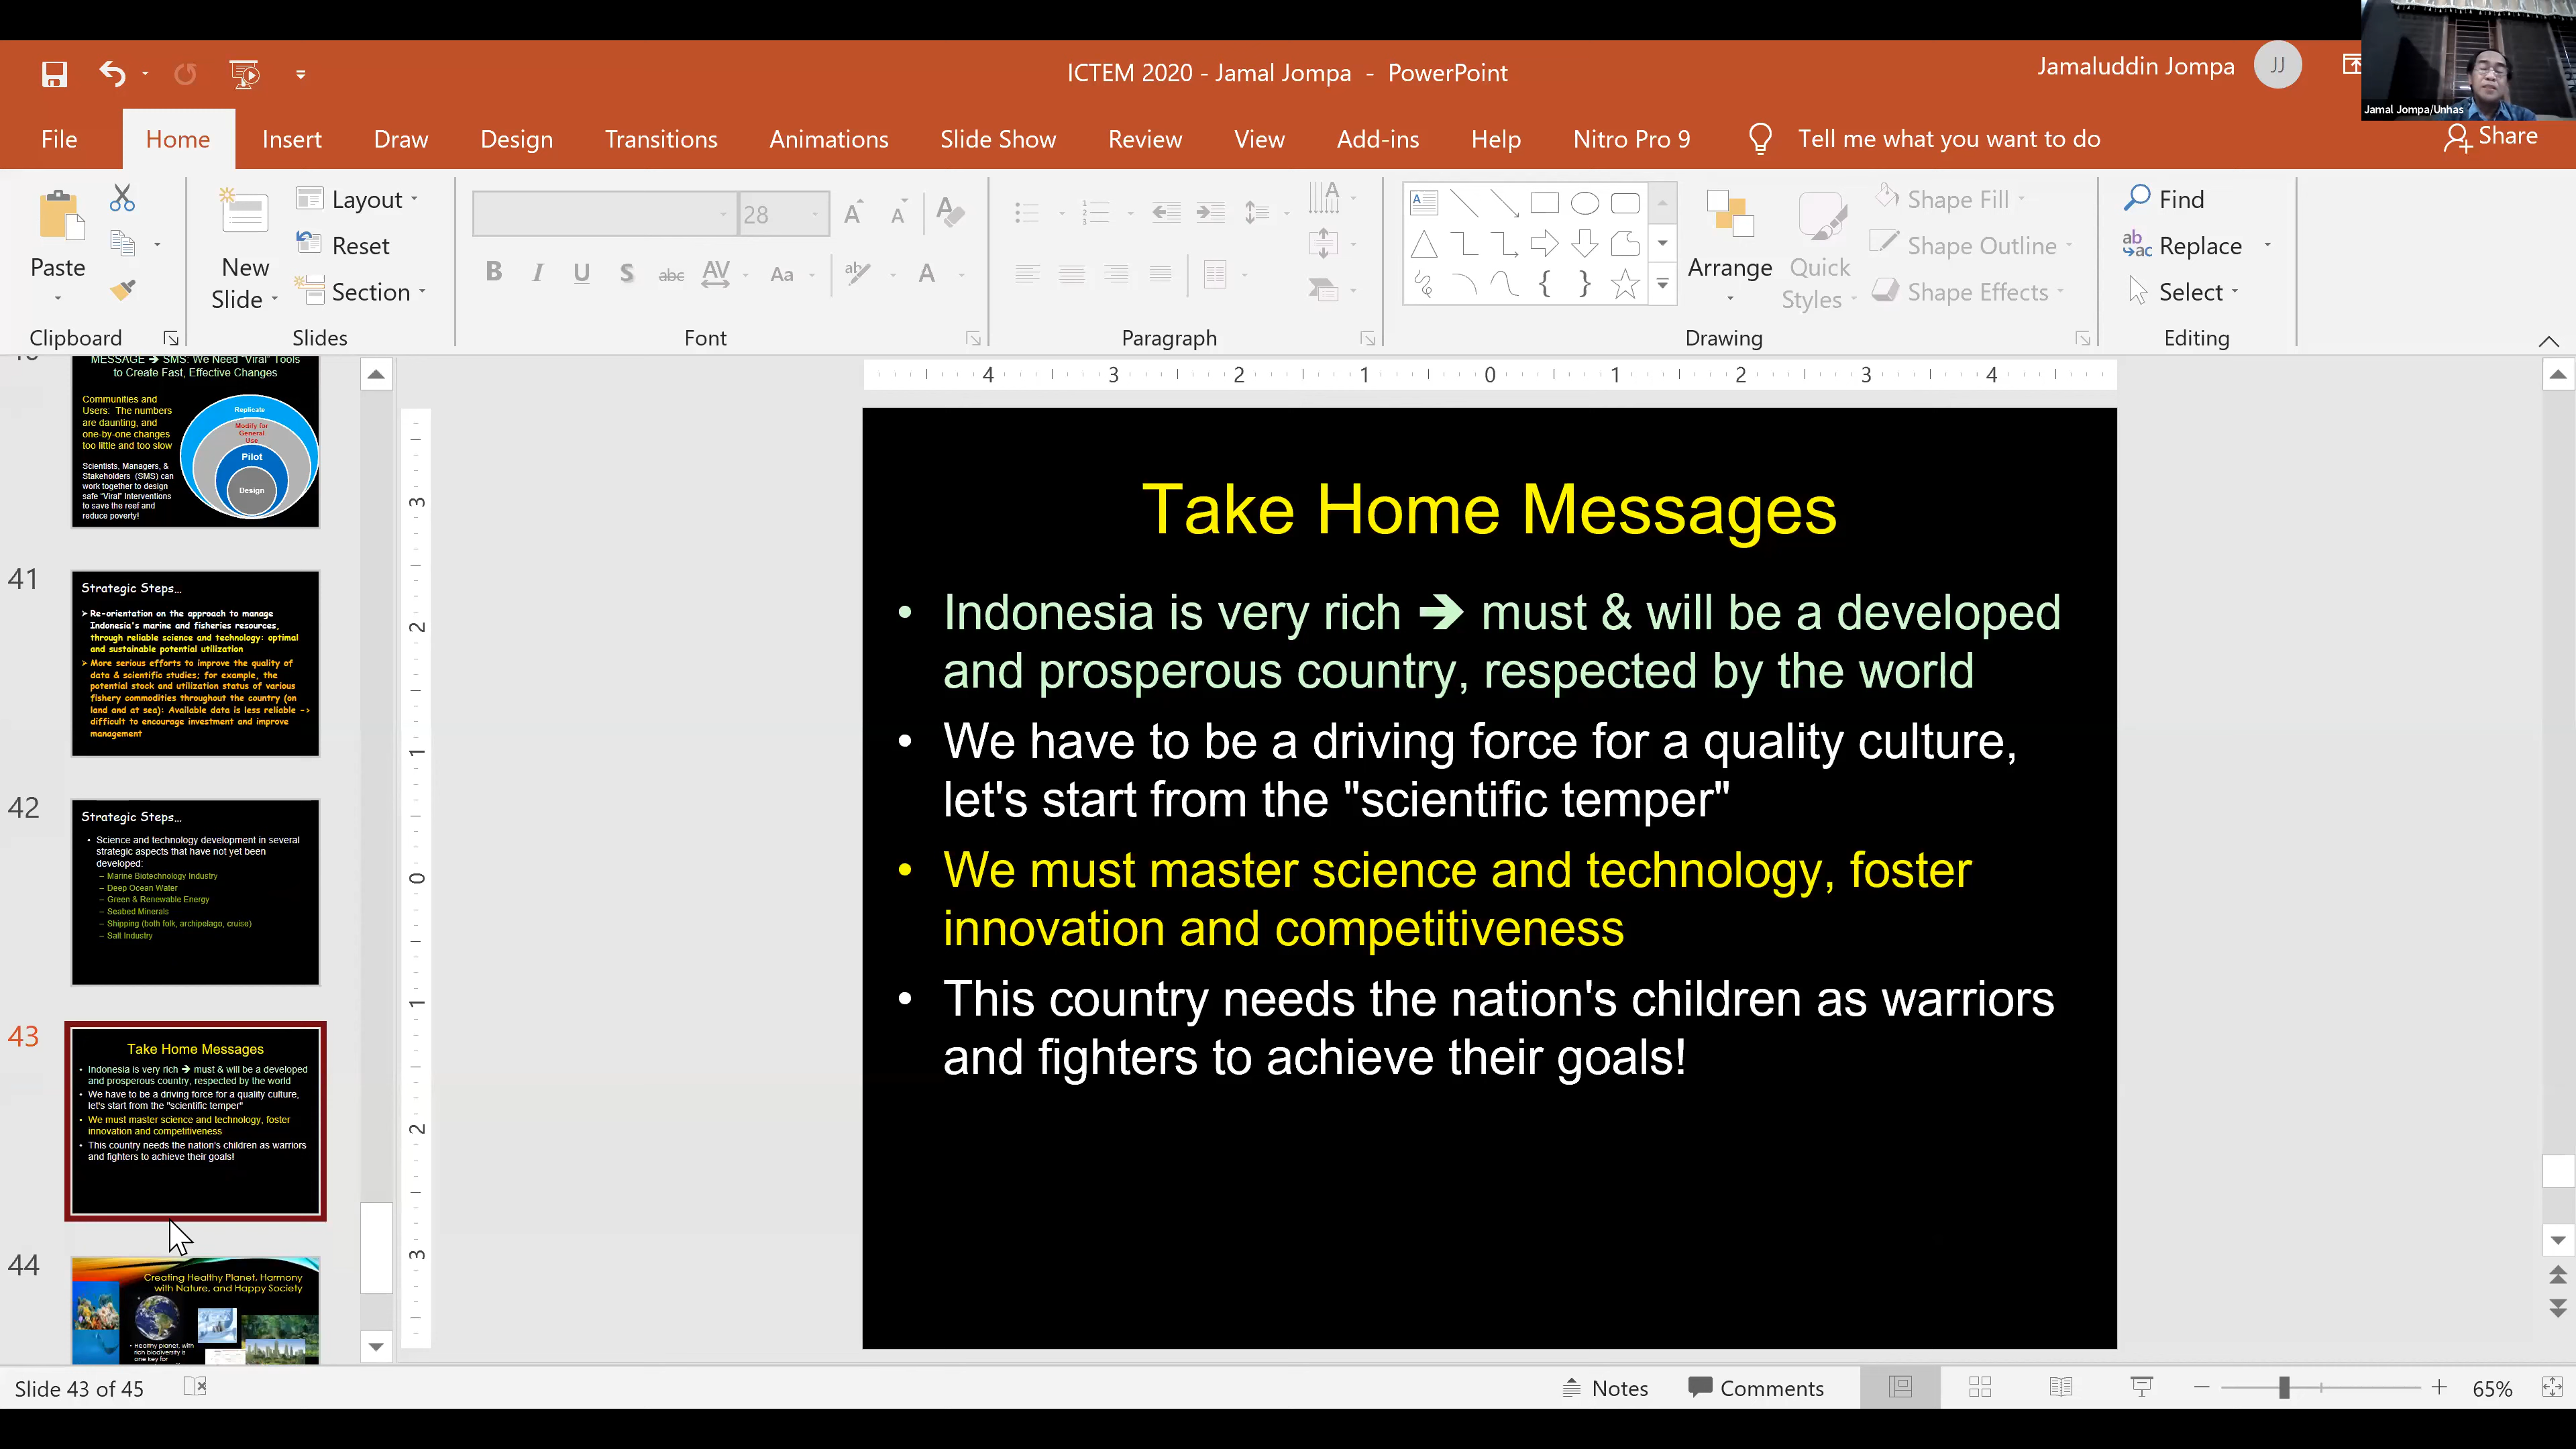 ICTEM 2020 - Jamal Jompa - PowerPoint
Jamaluddin Jompa
JJ
Jamal Jompa/Unhas
File
Home
Insert
Draw
Design
Transitions
Animations
Slide Show
Review
View
Add-ins
Help
Nitro Pro 9
Tell me what you want to do
Share
Paste
Clipboard
New
Slide
Layout
Reset
Section
Slides
28
Font
Paragraph
Arrange
Quick
Styles
Shape Fill
Shape Outline
Shape Effects
Drawing
Find
Replace
Select
Editing
MESSAGE ➔ SMS: We Need "Viral" Tools
to Create Fast, Effective Changes
Communities and
Users: The numbers
are daunting, and
one-by-one changes
too little and too slow
Scientists, Managers, &
Stakeholders (SMS) can
work together to design
safe "Viral" Interventions
to save the reef and
reduce poverty!
Replicate
Modify for
General
Use
Pilot
Design
41
Strategic Steps...
➢ Re-orientation on the approach to manage
Indonesia's marine and fisheries resources,
through reliable science and technology: optimal
and sustainable potential utilization
➢ More serious efforts to improve the quality of
data & scientific studies; for example, the
potential stock and utilization status of various
fishery commodities throughout the country (on
land and at sea): Available data is less reliable ->
difficult to encourage investment and improve
management
42
Strategic Steps...
• Science and technology development in several
strategic aspects that have not yet been
developed:
– Marine Biotechnology Industry
– Deep Ocean Water
– Green & Renewable Energy
– Seabed Minerals
– Shipping (both folk, archipelago, cruise)
– Salt Industry
43
Take Home Messages
• Indonesia is very rich ➔ must & will be a developed
and prosperous country, respected by the world
• We have to be a driving force for a quality culture,
let's start from the "scientific temper"
• We must master science and technology, foster
innovation and competitiveness
• This country needs the nation's children as warriors
and fighters to achieve their goals!
44
Creating Healthy Planet, Harmony
with Nature, and Happy Society
• Healthy planet, with
rich biodiversity is
one key for
4 3 2 1 0 1 2 3 4
3
2
1
0
1
2
3
Take Home Messages
• Indonesia is very rich ➔ must & will be a developed
and prosperous country, respected by the world
• We have to be a driving force for a quality culture,
let's start from the "scientific temper"
• We must master science and technology, foster
innovation and competitiveness
• This country needs the nation's children as warriors
and fighters to achieve their goals!
Slide 43 of 45
Notes
Comments
65%